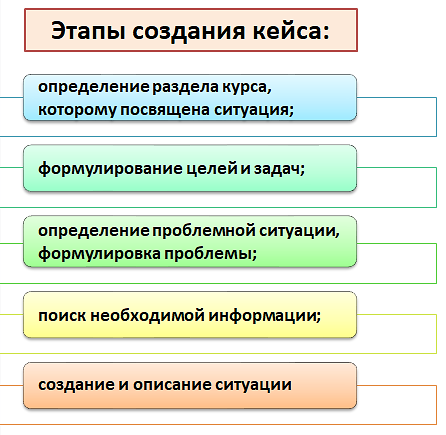 Этапы создания кейса:
определение раздела курса,
которому посвящена ситуация;
формулирование целей и задач;
определение проблемной ситуации,
формулировка проблемы;
поиск необходимой информации;
создание и описание ситуации